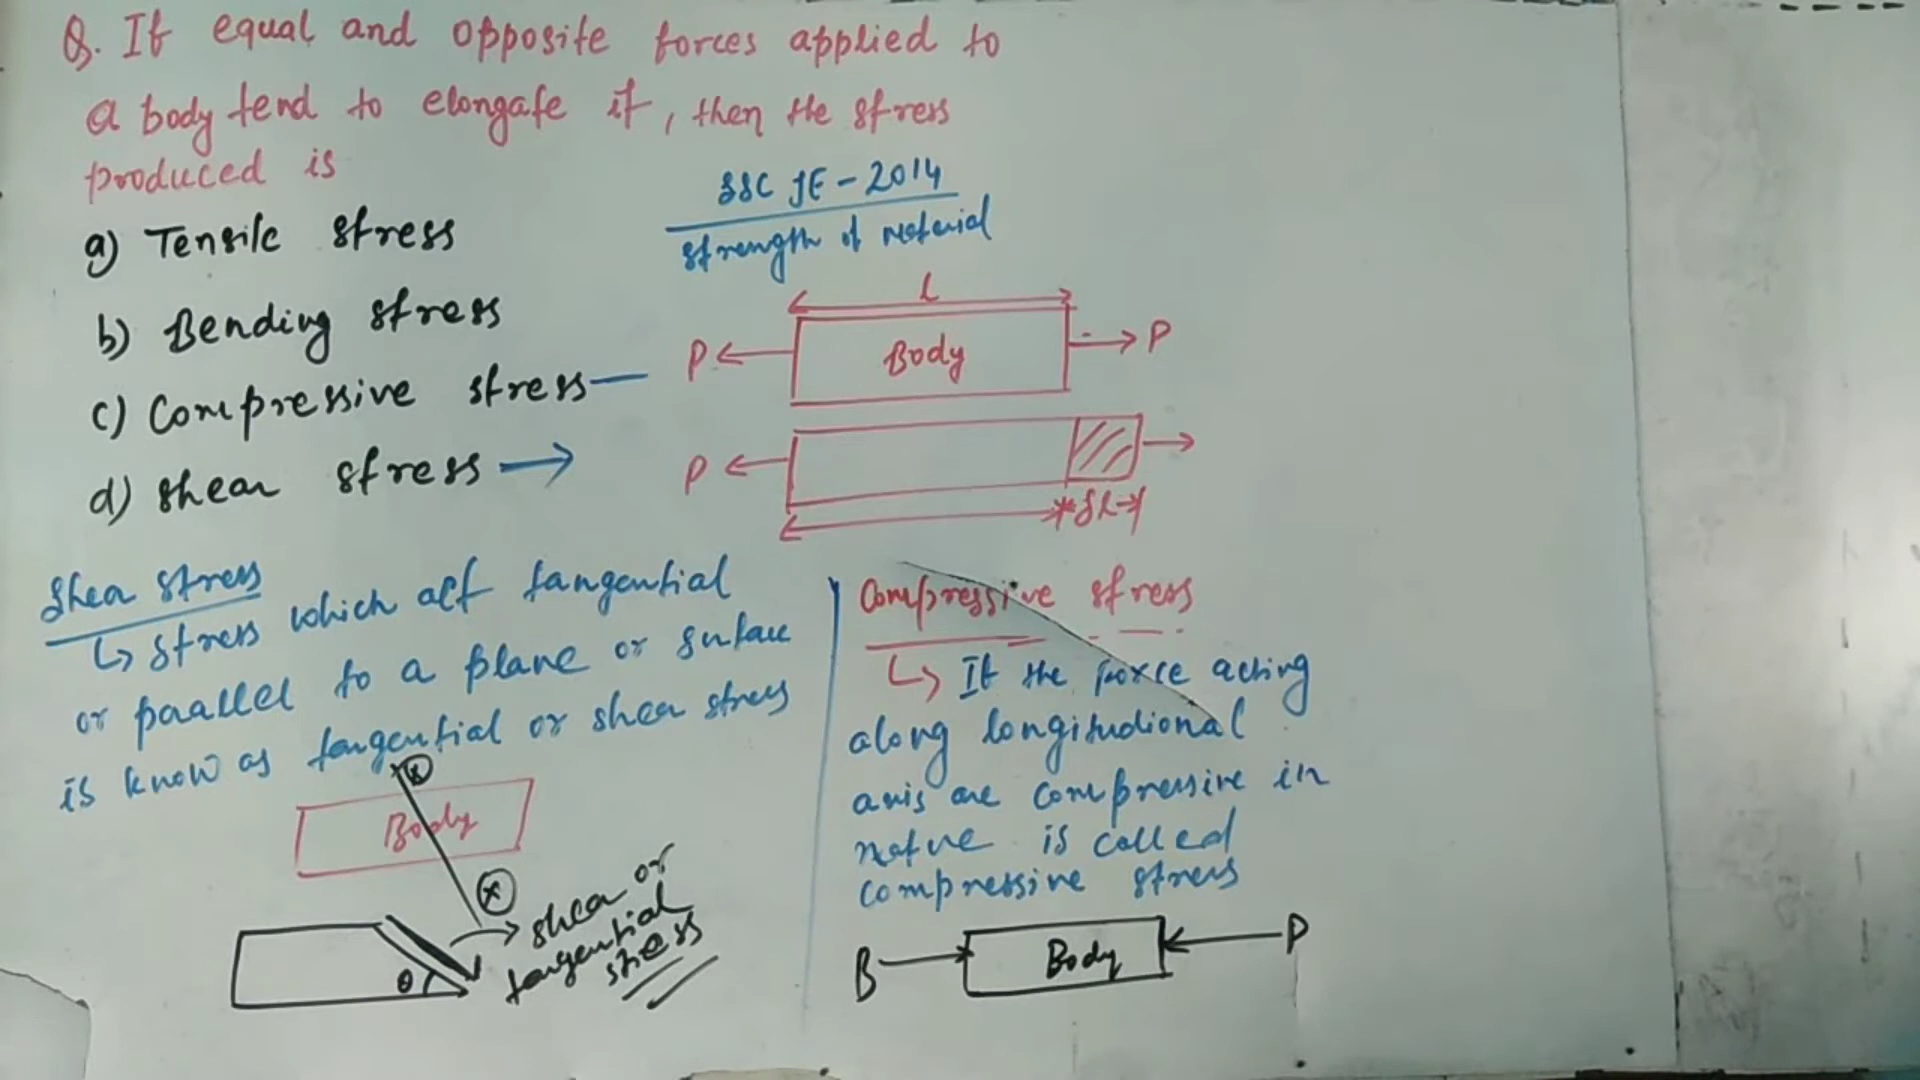 Q. If equal and opposite forces applied to
a body tend to elongate it, then the stress
produced is
SSC JE - 2014
strength of material
a) Tensile stress
b) Bending stress
c) Compressive stress
d) shear stress →
L
P Body P
P
δL
Shea stress
↳ stress which act tangential
or paallel to a plane or surface
is know as tangential or shear stress
Body
x
x
θ
shear or
tangential
stress
Compressive stress
↳ If the force acting
along longitudional
axis are compressive in
nature is called
compressive stress
B Body P